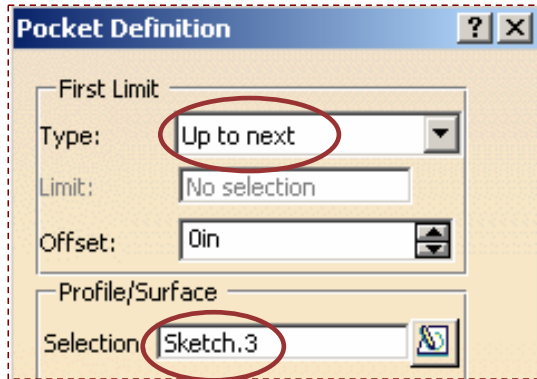 Pocket Definition ? X
First Limit
Type: Up to next
Limit: No selection
Offset: 0in
Profile/Surface
Selection Sketch.3